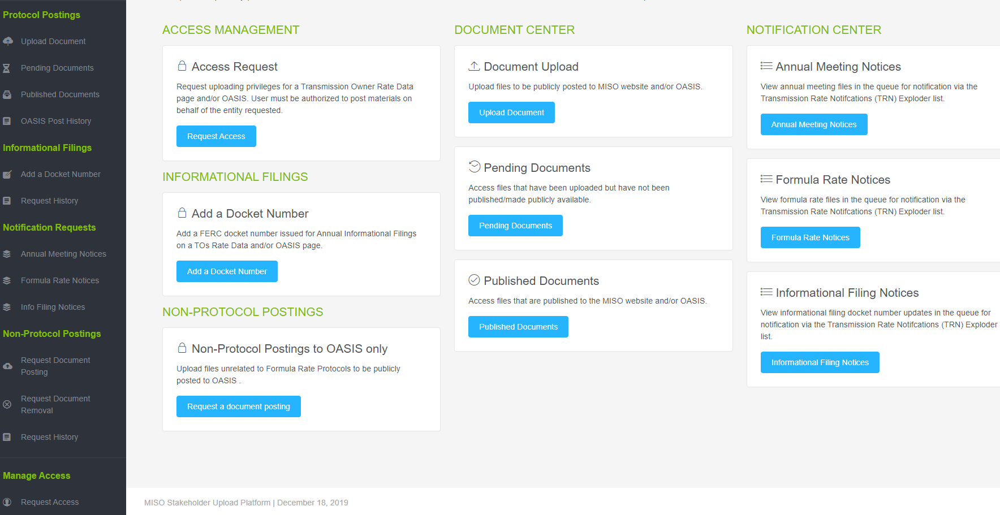 Protocol Postings
Upload Document
Pending Documents
Published Documents
OASIS Post History
Informational Filings
Add a Docket Number
Request History
Notification Requests
Annual Meeting Notices
Formula Rate Notices
Info Filing Notices
Non-Protocol Postings
Request Document
Posting
Request Document
Removal
Request History
Manage Access
Request Access
ACCESS MANAGEMENT
Access Request
Request uploading privileges for a Transmission Owner Rate Data
page and/or OASIS. User must be authorized to post materials on
behalf of the entity requested.
Request Access
INFORMATIONAL FILINGS
Add a Docket Number
Add a FERC docket number issued for Annual Informational Filings
on a TOs Rate Data and/or OASIS page.
Add a Docket Number
NON-PROTOCOL POSTINGS
Non-Protocol Postings to OASIS only
Upload files unrelated to Formula Rate Protocols to be publicly
posted to OASIS .
Request a document posting
DOCUMENT CENTER
Document Upload
Upload files to be publicly posted to MISO website and/or OASIS.
Upload Document
Pending Documents
Access files that have been uploaded but have not been
published/made publicly available.
Pending Documents
Published Documents
Access files that are published to the MISO website and/or OASIS.
Published Documents
NOTIFICATION CENTER
Annual Meeting Notices
View annual meeting files in the queue for notification via the
Transmission Rate Notifcations (TRN) Exploder list.
Annual Meeting Notices
Formula Rate Notices
View formula rate files in the queue for notification via the
Transmission Rate Notifcations (TRN) Exploder list.
Formula Rate Notices
Informational Filing Notices
View informational filing docket number updates in the queue for
notification via the Transmission Rate Notifcations (TRN) Exploder
list.
Informational Filing Notices
MISO Stakeholder Upload Platform | December 18, 2019